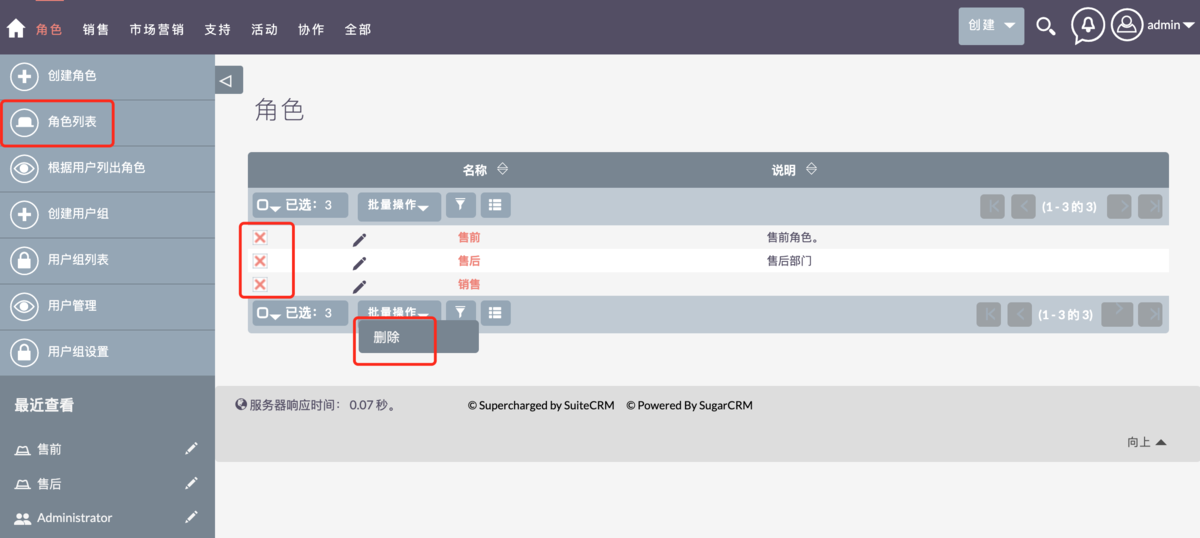 角色 销售 市场营销 支持 活动 协作 全部 创建 admin
创建角色
角色列表
根据用户列出角色
创建用户组
用户组列表
用户管理
用户组设置
最近查看
售前
售后
Administrator
角色
名称 说明
已选：3 批量操作 (1 - 3 的 3)
售前 售前角色。
售后 售后部门
销售
已选：3 批量操作 (1 - 3 的 3)
删除
服务器响应时间： 0.07 秒。 © Supercharged by SuiteCRM © Powered By SugarCRM
向上